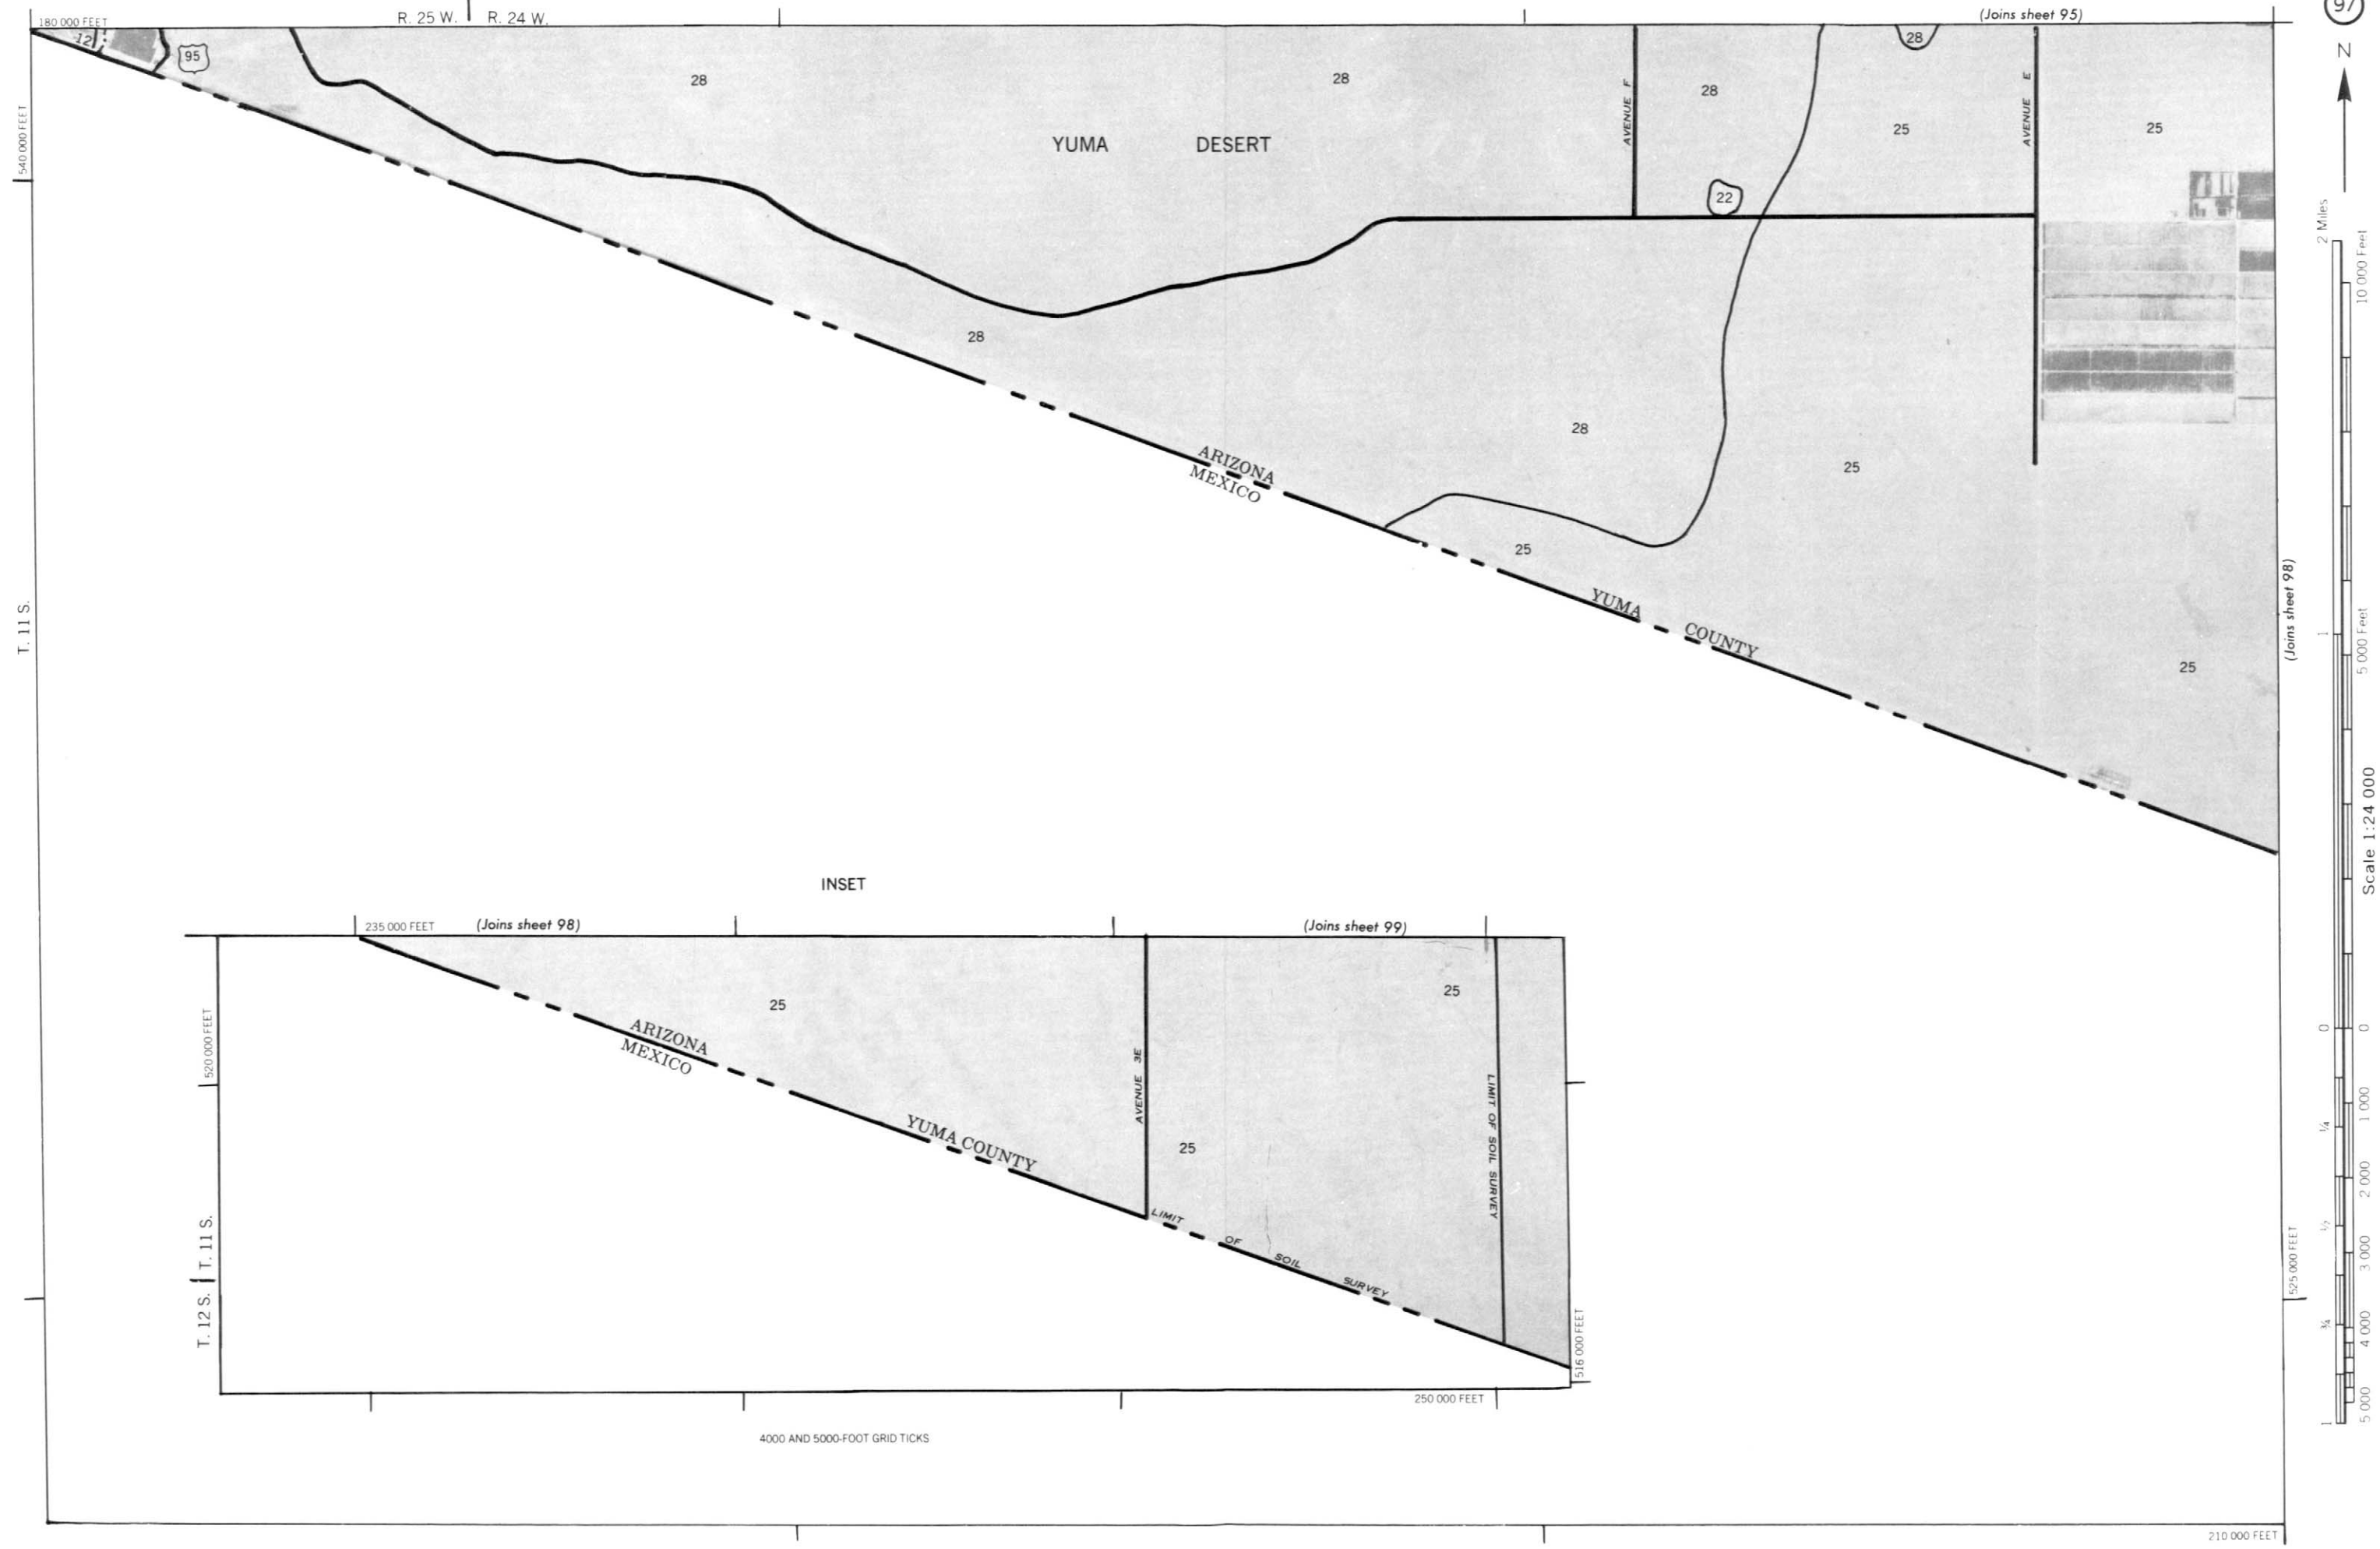 180 000 FEET
R. 25 W.
R. 24 W.
(Joins sheet 95)
97
12
95
28
28
28
28
25
25
N
540 000 FEET
YUMA DESERT
AVENUE F
AVENUE E
22
28
28
25
ARIZONA
MEXICO
25
YUMA COUNTY
25
T. 11 S.
(Joins sheet 98)
2 Miles
10 000 Feet
1
5 000 Feet
Scale 1:24 000
0
0
1/4
1 000
2 000
1/2
3 000
3/4
4 000
1
5 000
INSET
235 000 FEET
(Joins sheet 98)
(Joins sheet 99)
25
25
520 000 FEET
ARIZONA
MEXICO
YUMA COUNTY
AVENUE 3E
25
LIMIT OF SOIL SURVEY
LIMIT OF SOIL SURVEY
T. 12 S. T. 11 S.
516 000 FEET
525 000 FEET
250 000 FEET
4000 AND 5000-FOOT GRID TICKS
210 000 FEET